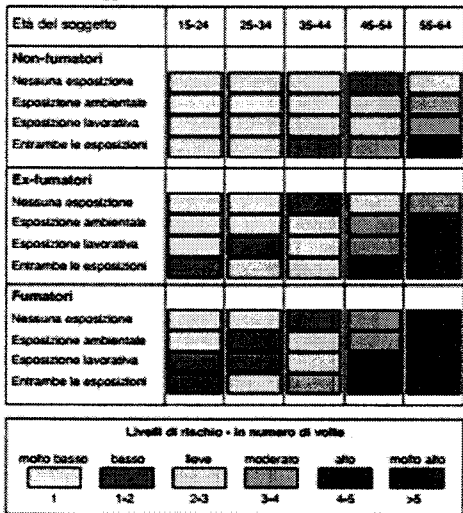 Età del soggetto 15-24 25-34 35-44 45-54 55-64
Non-fumatori
Nessuna esposizione
Esposizione ambientale
Esposizione lavorativa
Entrambe le esposizioni
Ex-fumatori
Nessuna esposizione
Esposizione ambientale
Esposizione lavorativa
Entrambe le esposizioni
Fumatori
Nessuna esposizione
Esposizione ambientale
Esposizione lavorativa
Entrambe le esposizioni
Livelli di rischio - in numero di volte
molto basso basso lieve moderato alto molto alto
1 1-2 2-3 3-4 4-5 >5